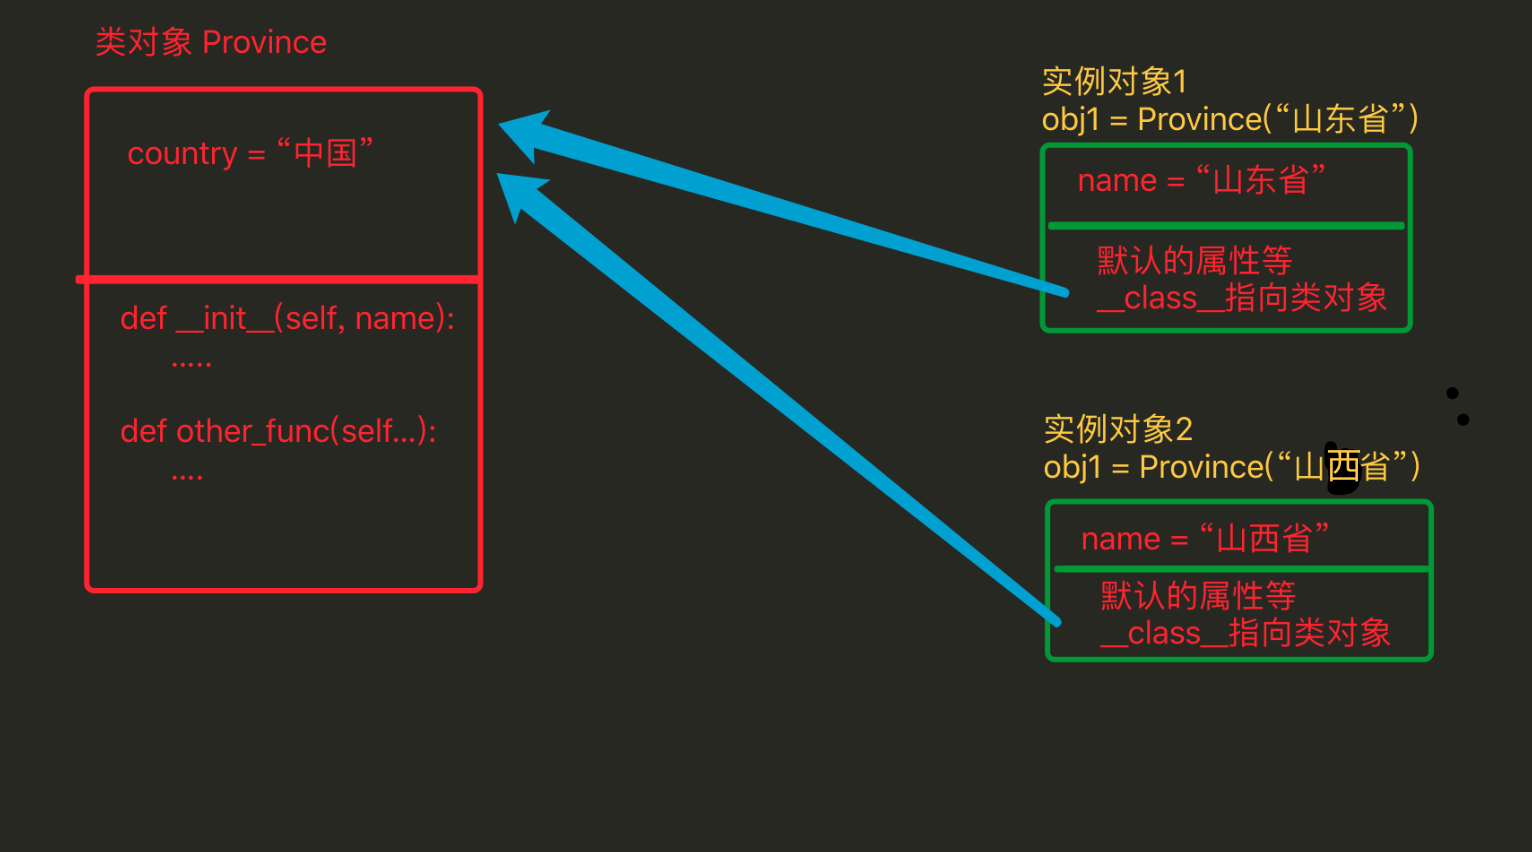 类对象 Province
country = “中国”
def __init__(self, name):
.....
def other_func(self...):
....
实例对象1
obj1 = Province(“山东省”)
name = “山东省”
默认的属性等
__class__指向类对象
实例对象2
obj1 = Province(“山西省”)
name = “山西省”
默认的属性等
__class__指向类对象